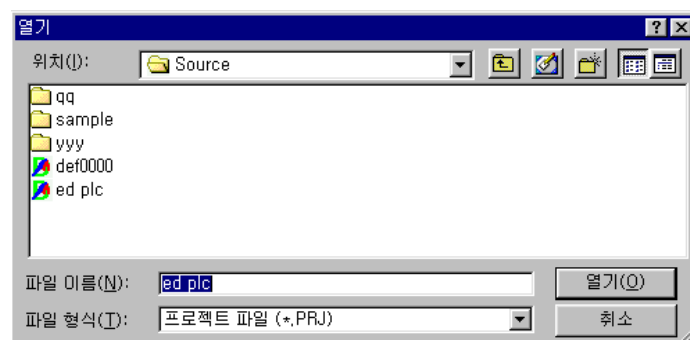 열기
위치(I):
Source
qq
sample
yyy
def0000
ed plc
파일 이름(N):
ed plc
열기(O)
파일 형식(T):
프로젝트 파일 (*,PRJ)
취소